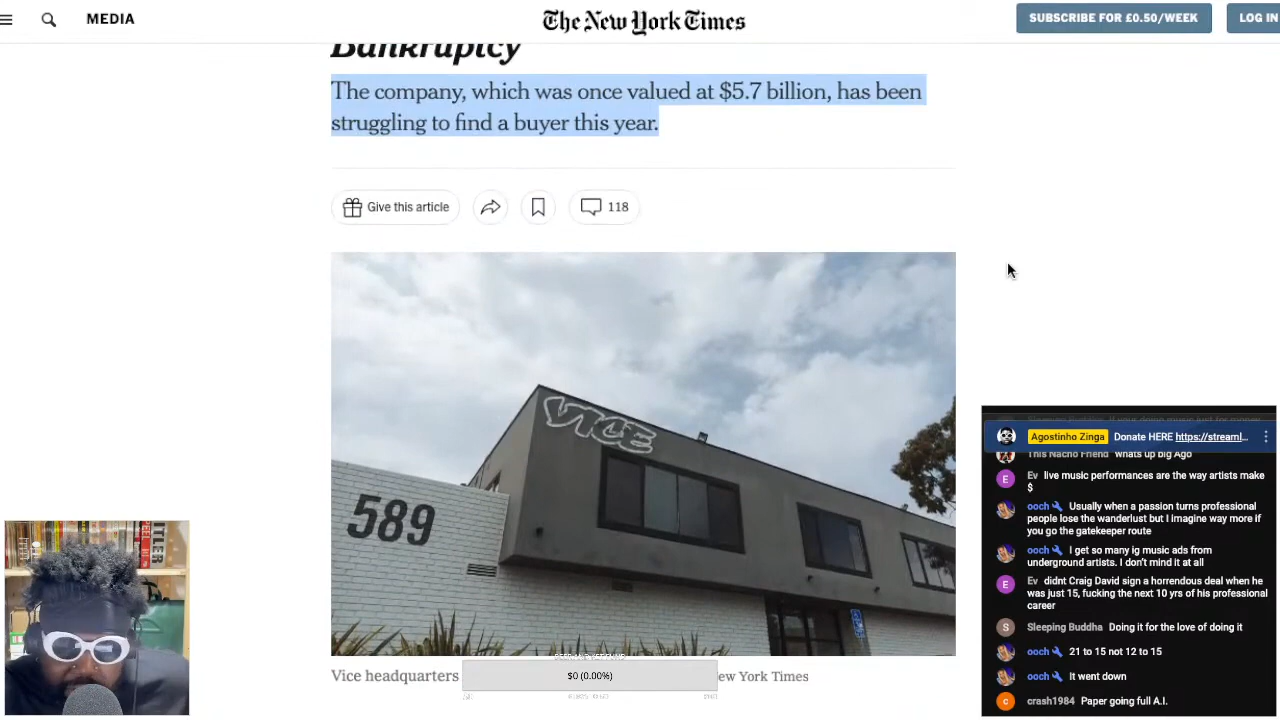 MEDIA
The New York Times
SUBSCRIBE FOR £0.50/WEEK
LOG IN
Bankruptcy
The company, which was once valued at $5.7 billion, has been
struggling to find a buyer this year.
Give this article
118
VICE
589
Vice headquarters
ew York Times
$0 (0.00%)
Agostinho Zinga Donate HERE https://streaml...
This Nacho Friend whats up big Ago
Ev live music performances are the way artists make
$
ooch Usually when a passion turns professional
people lose the wanderlust but I imagine way more if
you go the gatekeeper route
ooch I get so many ig music ads from
underground artists. I don't mind it at all
Ev didnt Craig David sign a horrendous deal when he
was just 15, fucking the next 10 yrs of his professional
career
Sleeping Buddha Doing it for the love of doing it
ooch 21 to 15 not 12 to 15
ooch It went down
crash1984 Paper going full A.I.